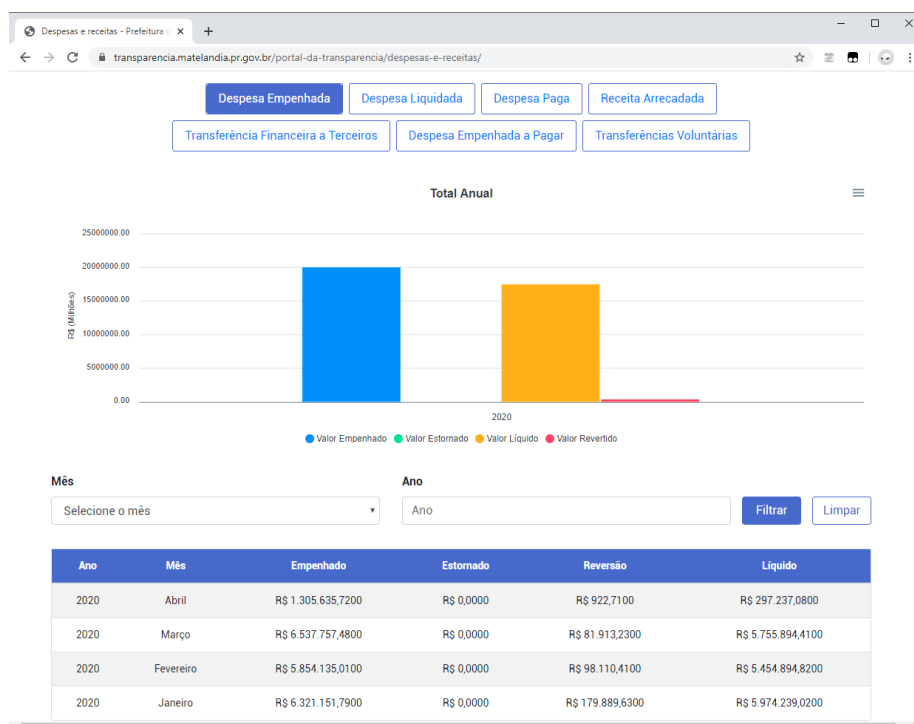 Despesas e receitas - Prefeitura d
transparencia.matelandia.pr.gov.br/portal-da-transparencia/despesas-e-receitas/
Despesa Empenhada Despesa Liquidada Despesa Paga Receita Arrecadada
Transferência Financeira a Terceiros Despesa Empenhada a Pagar Transferências Voluntárias
Total Anual
25000000.00
20000000.00
15000000.00
10000000.00
5000000.00
0.00
R$ (Milhões)
2020
Valor Empenhado Valor Estornado Valor Líquido Valor Revertido
Mês Ano
Selecione o mês Ano Filtrar Limpar
Ano Mês Empenhado Estornado Reversão Líquido
2020 Abril R$ 1.305.635,7200 R$ 0,0000 R$ 922,7100 R$ 297.237,0800
2020 Março R$ 6.537.757,4800 R$ 0,0000 R$ 81.913,2300 R$ 5.755.894,4100
2020 Fevereiro R$ 5.854.135,0100 R$ 0,0000 R$ 98.110,4100 R$ 5.454.894,8200
2020 Janeiro R$ 6.321.151,7900 R$ 0,0000 R$ 179.889,6300 R$ 5.974.239,0200